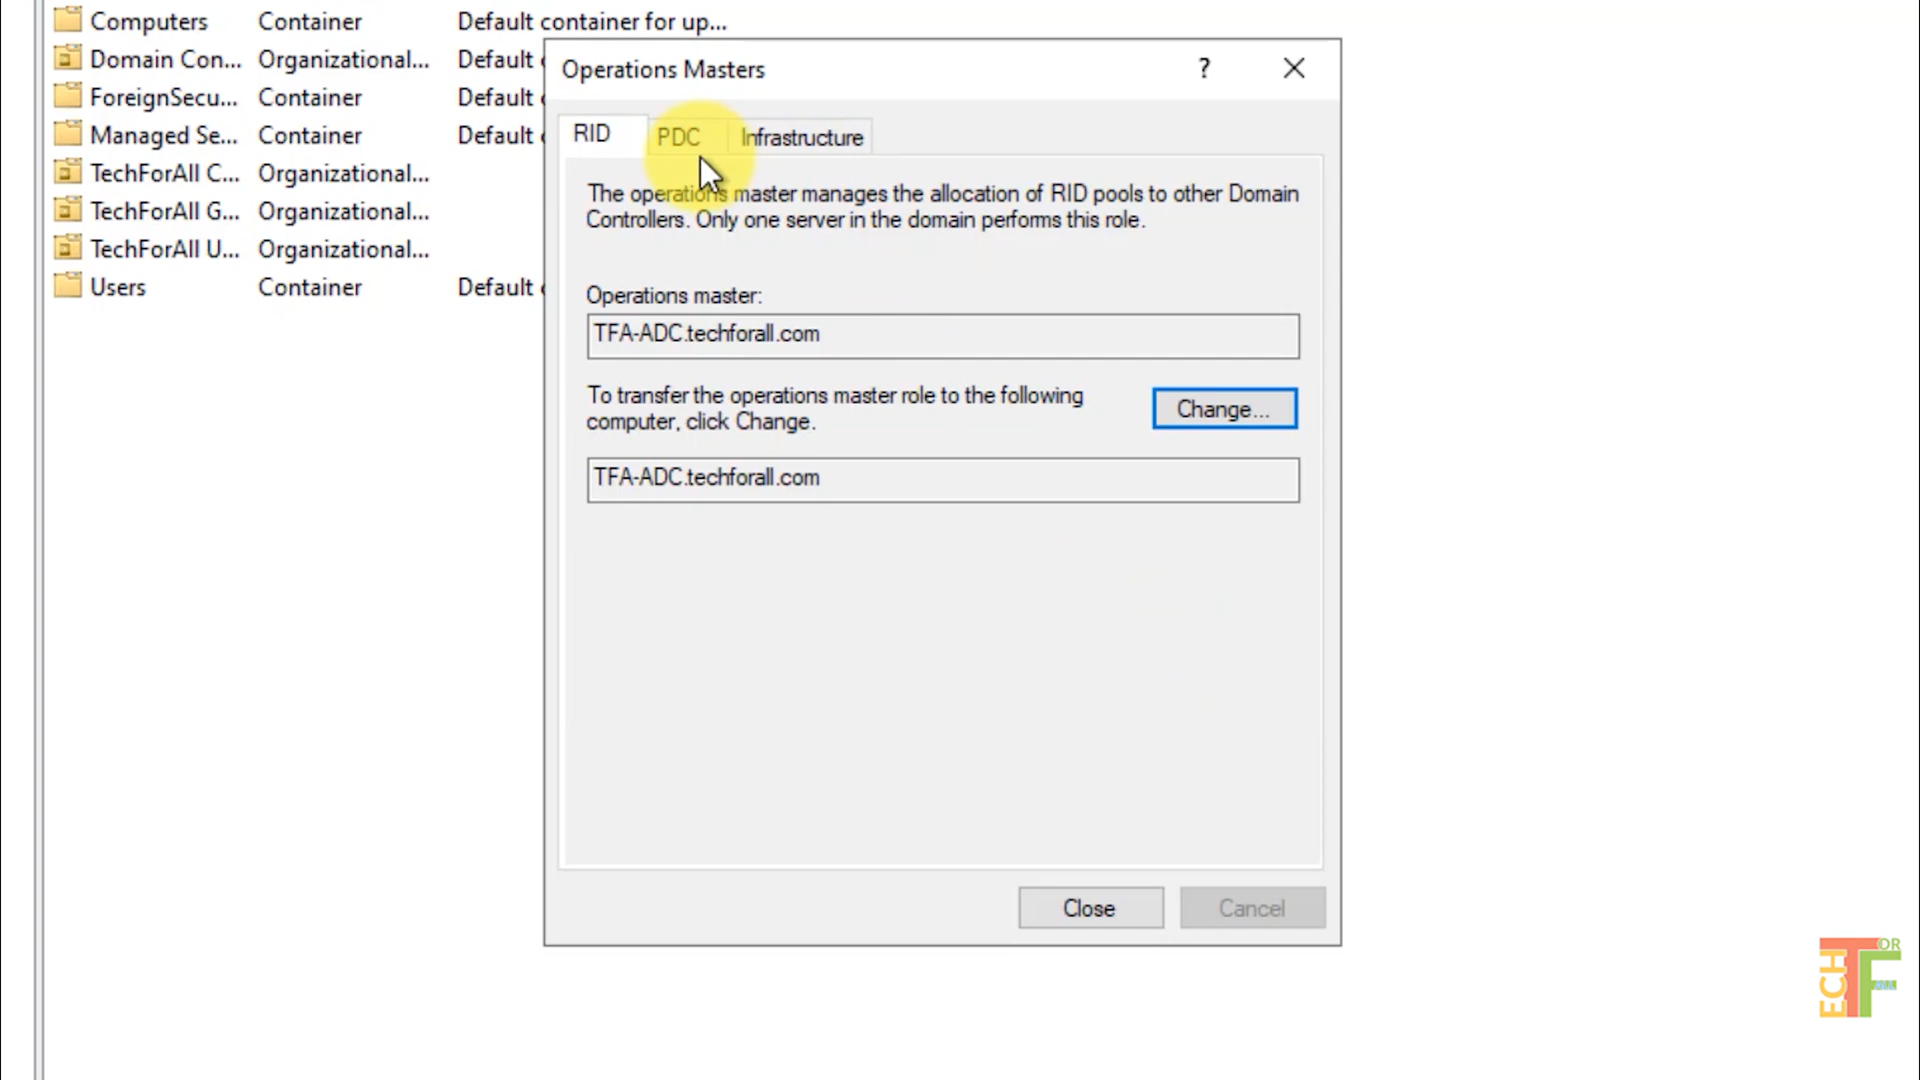 Computers Container Default container for up...
Domain Con... Organizational... Default
ForeignSecu... Container Default
Managed Se... Container Default
TechForAll C... Organizational...
TechForAll G... Organizational...
TechForAll U... Organizational...
Users Container Default
Operations Masters ?
RID PDC Infrastructure
The operations master manages the allocation of RID pools to other Domain
Controllers. Only one server in the domain performs this role.
Operations master:
TFA-ADC.techforall.com
To transfer the operations master role to the following
computer, click Change.
Change...
TFA-ADC.techforall.com
Close Cancel
TECH FOR